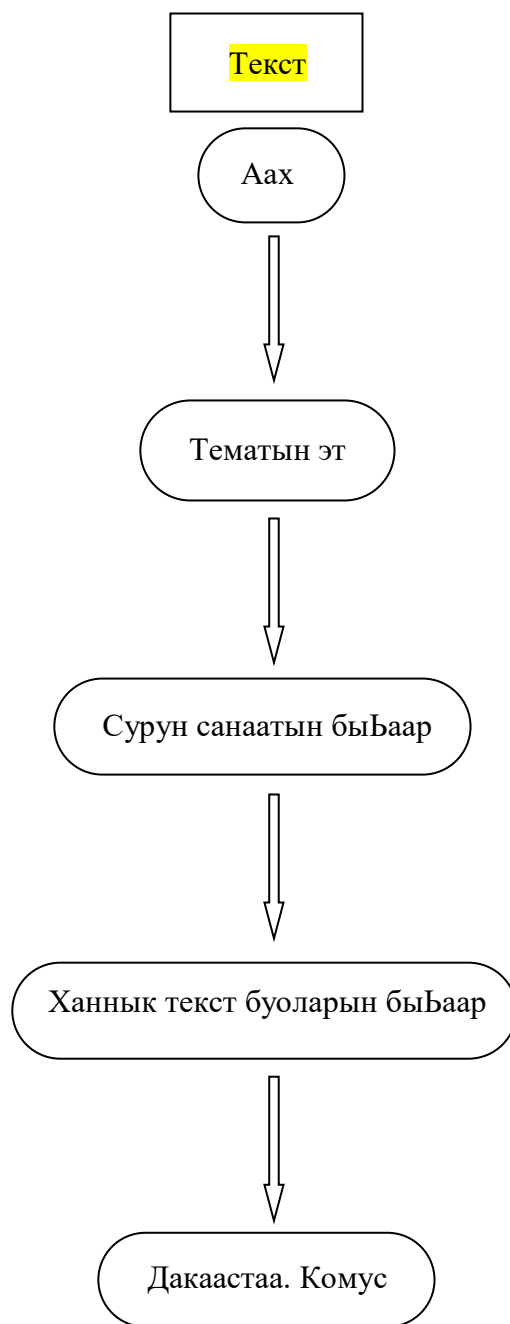 Текст
Аах
Тематын эт
Сурун санаатын быЬаар
Ханнык текст буоларын быЬаар
Дакаастаа. Комус